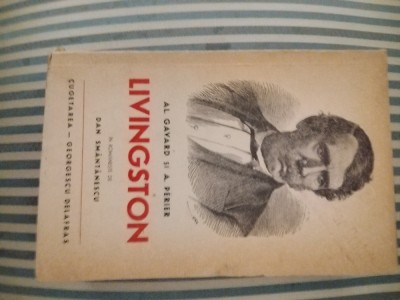 AL GAVARD ȘI A. PÉRIER
LIVINGSTON
ÎN ROMÂNEȘTE DE
DAN SMÂNTÂNESCU
CUGETAREA – GEORGESCU DELAFRAS